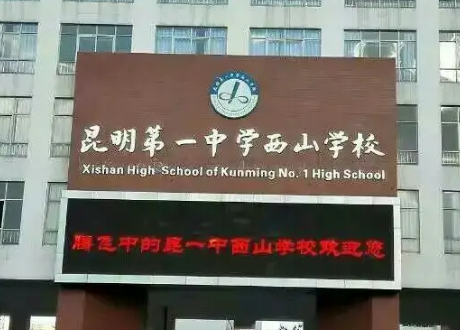 昆明第一中学西山学校
Xishan High School of Kunming No. 1 High School
腾飞中的昆一中西山学校欢迎您